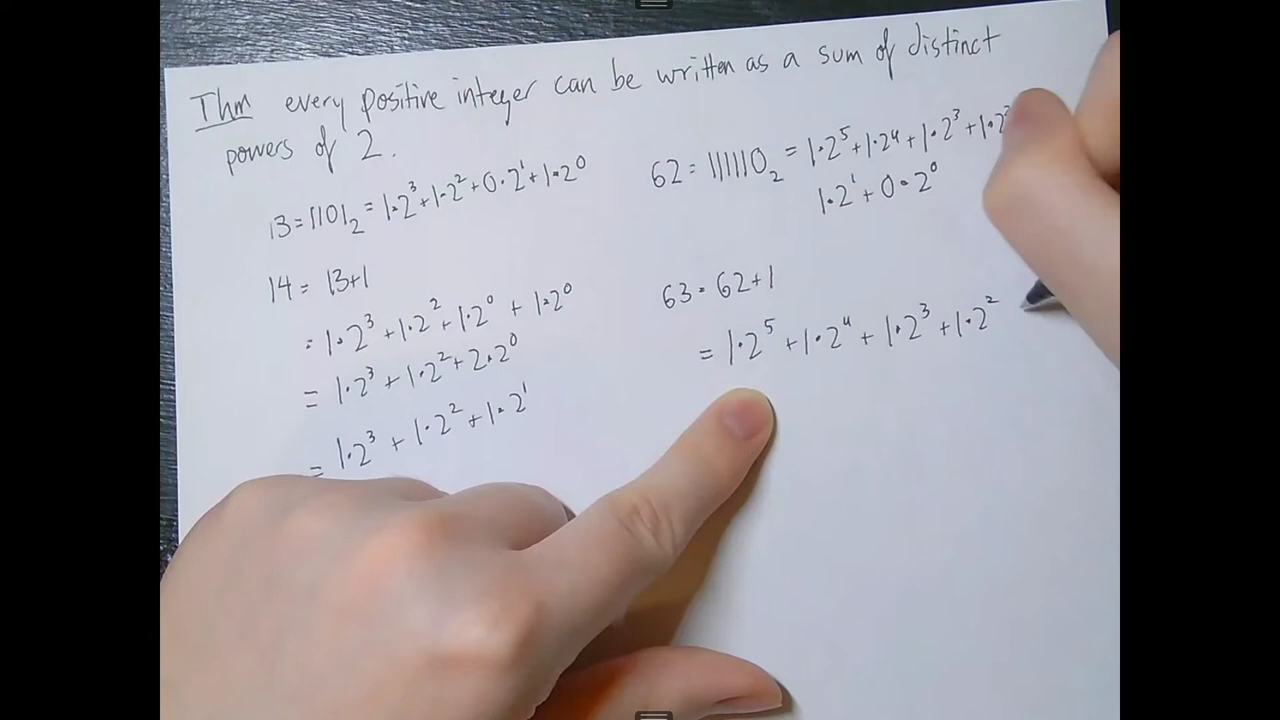 Thm every positive integer can be written as a sum of distinct
powers of 2.
13 = 1101₂ = 1·2³ + 1·2² + 0·2¹ + 1·2⁰
14 = 13+1
= 1·2³ + 1·2² + 1·2⁰ + 1·2⁰
= 1·2³ + 1·2² + 2·2⁰
= 1·2³ + 1·2² + 1·2¹
62 = 111110₂ = 1·2⁵ + 1·2⁴ + 1·2³ + 1·2
1·2¹ + 0·2⁰
63 = 62+1
= 1·2⁵ + 1·2⁴ + 1·2³ + 1·2²